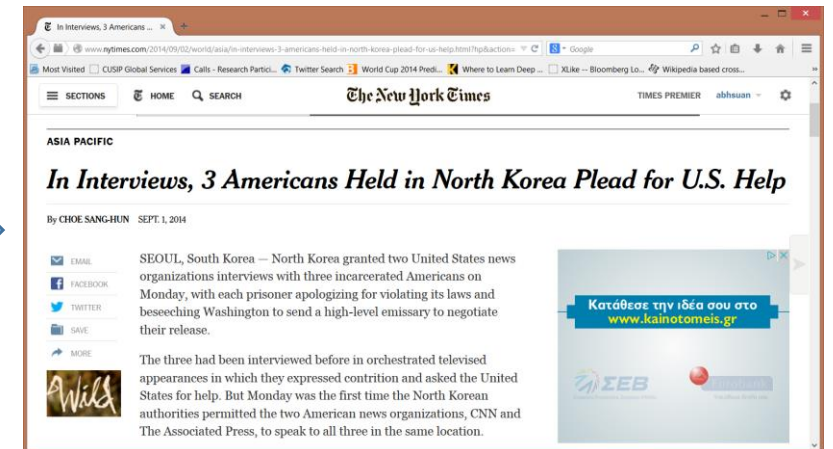 In Interviews, 3 Americans ... ×
www.nytimes.com/2014/09/02/world/asia/in-interviews-3-americans-held-in-north-korea-plead-for-us-help.html?hp&action=
Google
Most Visited CUSIP Global Services Calls - Research Partici... Twitter Search World Cup 2014 Predi... Where to Learn Deep ... XLike -- Bloomberg Lo... Wikipedia based cross...
SECTIONS HOME SEARCH The New York Times TIMES PREMIER abhsuan
ASIA PACIFIC
In Interviews, 3 Americans Held in North Korea Plead for U.S. Help
By CHOE SANG-HUN SEPT. 1, 2014
EMAIL
FACEBOOK
TWITTER
SAVE
MORE
Wild
SEOUL, South Korea — North Korea granted two United States news
organizations interviews with three incarcerated Americans on
Monday, with each prisoner apologizing for violating its laws and
beseeching Washington to send a high-level emissary to negotiate
their release.
The three had been interviewed before in orchestrated televised
appearances in which they expressed contrition and asked the United
States for help. But Monday was the first time the North Korean
authorities permitted the two American news organizations, CNN and
The Associated Press, to speak to all three in the same location.
Κατάθεσε την ιδέα σου στο
www.kainotomeis.gr
ΣΕΒ
Eurobank